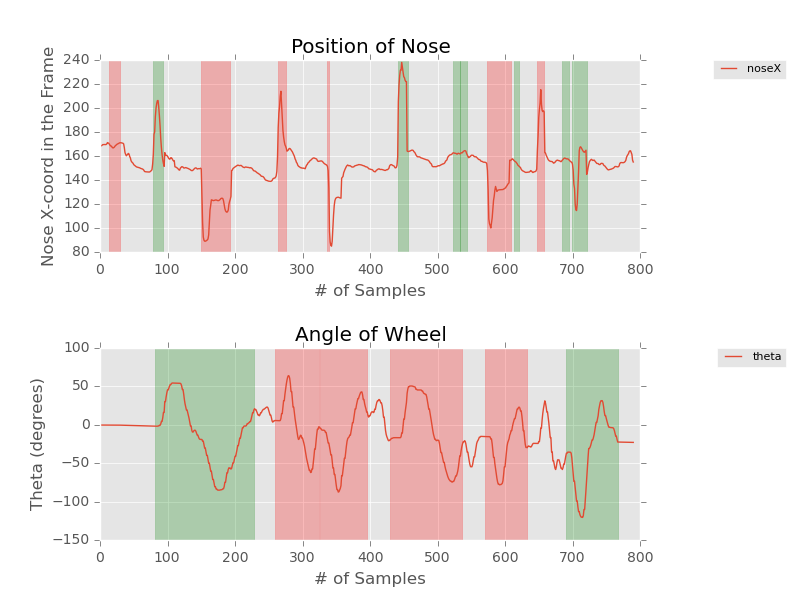 Position of Nose
240
220
200
180
160
140
120
100
80
Nose X-coord in the Frame
0 100 200 300 400 500 600 700 800
# of Samples
noseX
Angle of Wheel
100
50
0
−50
−100
−150
Theta (degrees)
0 100 200 300 400 500 600 700 800
# of Samples
theta